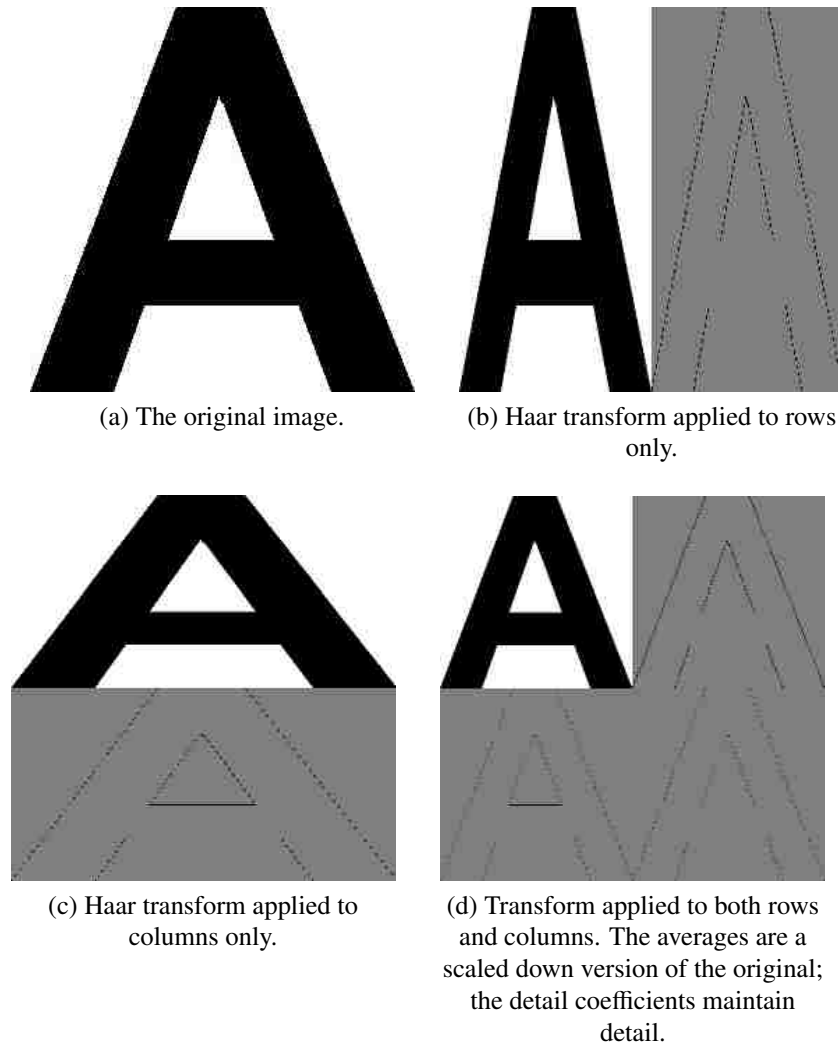 (a) The original image.
(b) Haar transform applied to rows
only.
(c) Haar transform applied to
columns only.
(d) Transform applied to both rows
and columns. The averages are a
scaled down version of the original;
the detail coefficients maintain
detail.